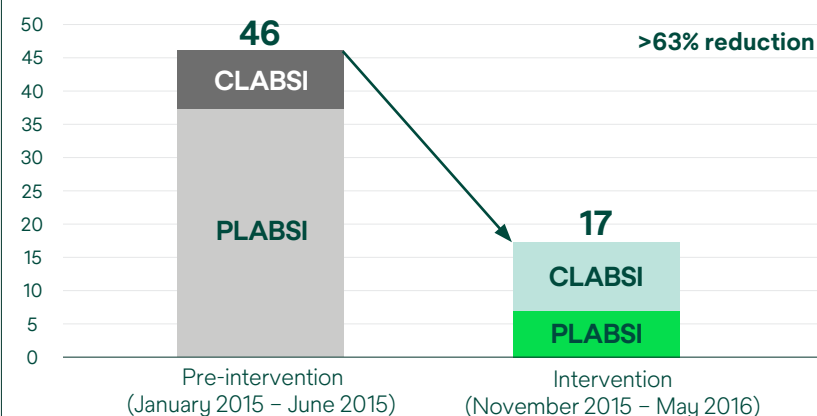 50
46
>63% reduction
45
CLABSI
40
35
30
25
PLABSI
20
17
15
CLABSI
10
5
PLABSI
0
Pre-intervention
(January 2015 – June 2015)
Intervention
(November 2015 – May 2016)